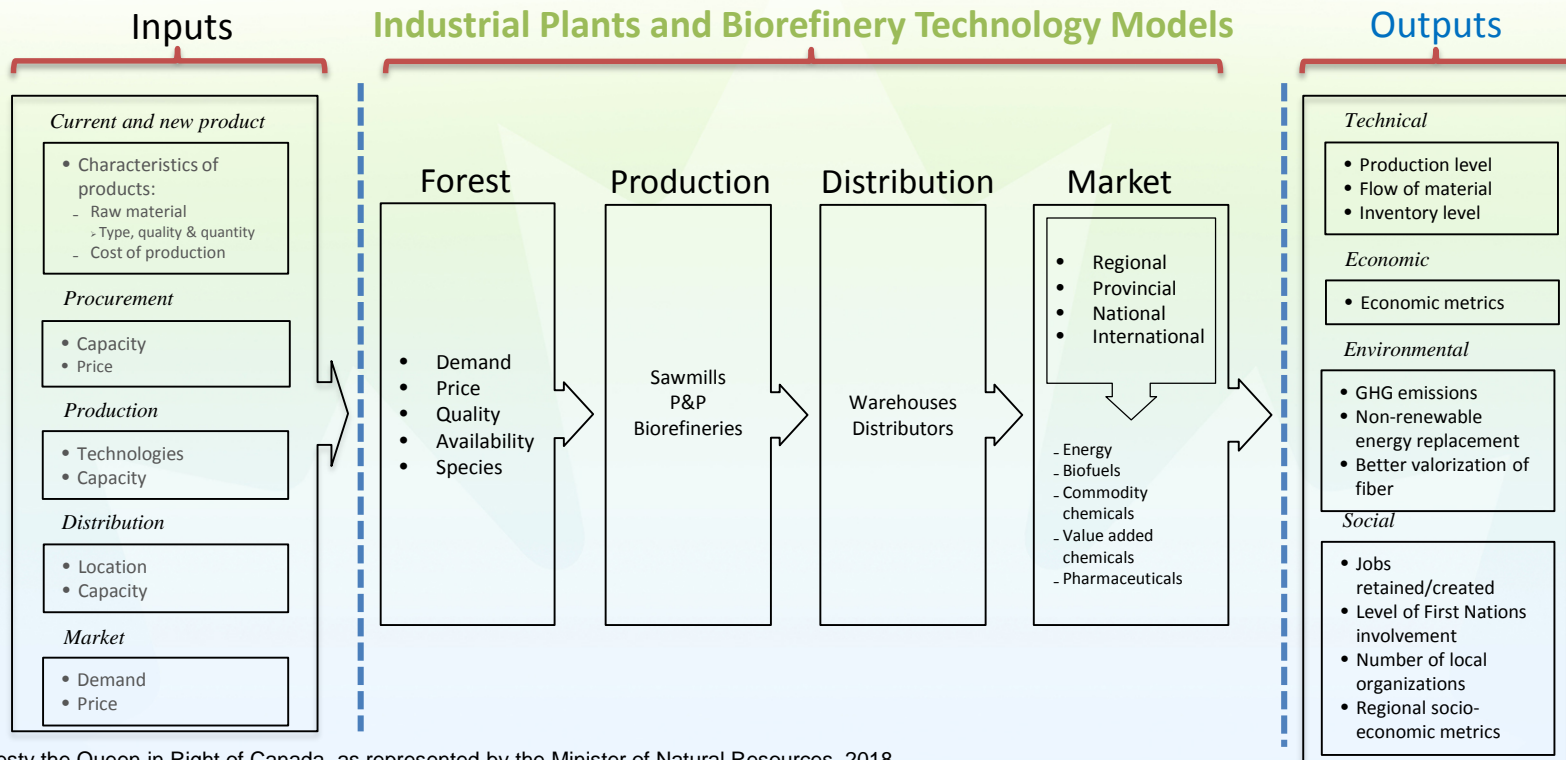 Inputs
Industrial Plants and Biorefinery Technology Models
Outputs
Current and new product
• Characteristics of
products:
- Raw material
› Type, quality & quantity
- Cost of production
Procurement
• Capacity
• Price
Production
• Technologies
• Capacity
Distribution
• Location
• Capacity
Market
• Demand
• Price
Forest
• Demand
• Price
• Quality
• Availability
• Species
Production
Sawmills
P&P
Biorefineries
Distribution
Warehouses
Distributors
Market
• Regional
• Provincial
• National
• International
- Energy
- Biofuels
- Commodity
chemicals
- Value added
chemicals
- Pharmaceuticals
Technical
• Production level
• Flow of material
• Inventory level
Economic
• Economic metrics
Environmental
• GHG emissions
• Non-renewable
energy replacement
• Better valorization of
fiber
Social
• Jobs
retained/created
• Level of First Nations
involvement
• Number of local
organizations
• Regional socio-
economic metrics
the Queen in Right of Canada, as represented by the Minister of Natural Resources, 2018